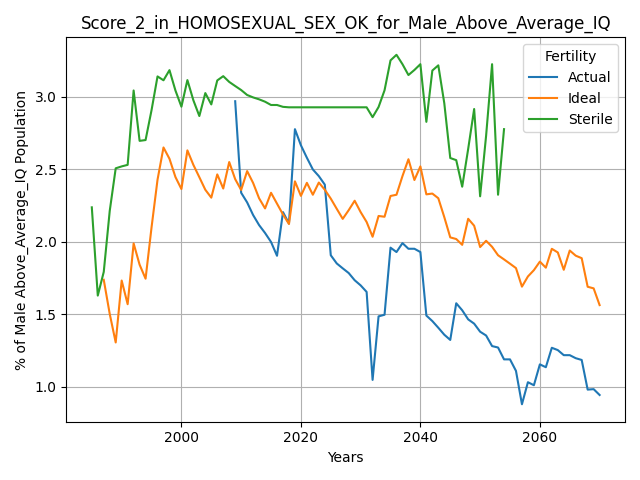 Score_2_in_HOMOSEXUAL_SEX_OK_for_Male_Above_Average_IQ
% of Male Above_Average_IQ Population
3.0
2.5
2.0
1.5
1.0
Fertility
Actual
Ideal
Sterile
2000
2020
2040
2060
Years